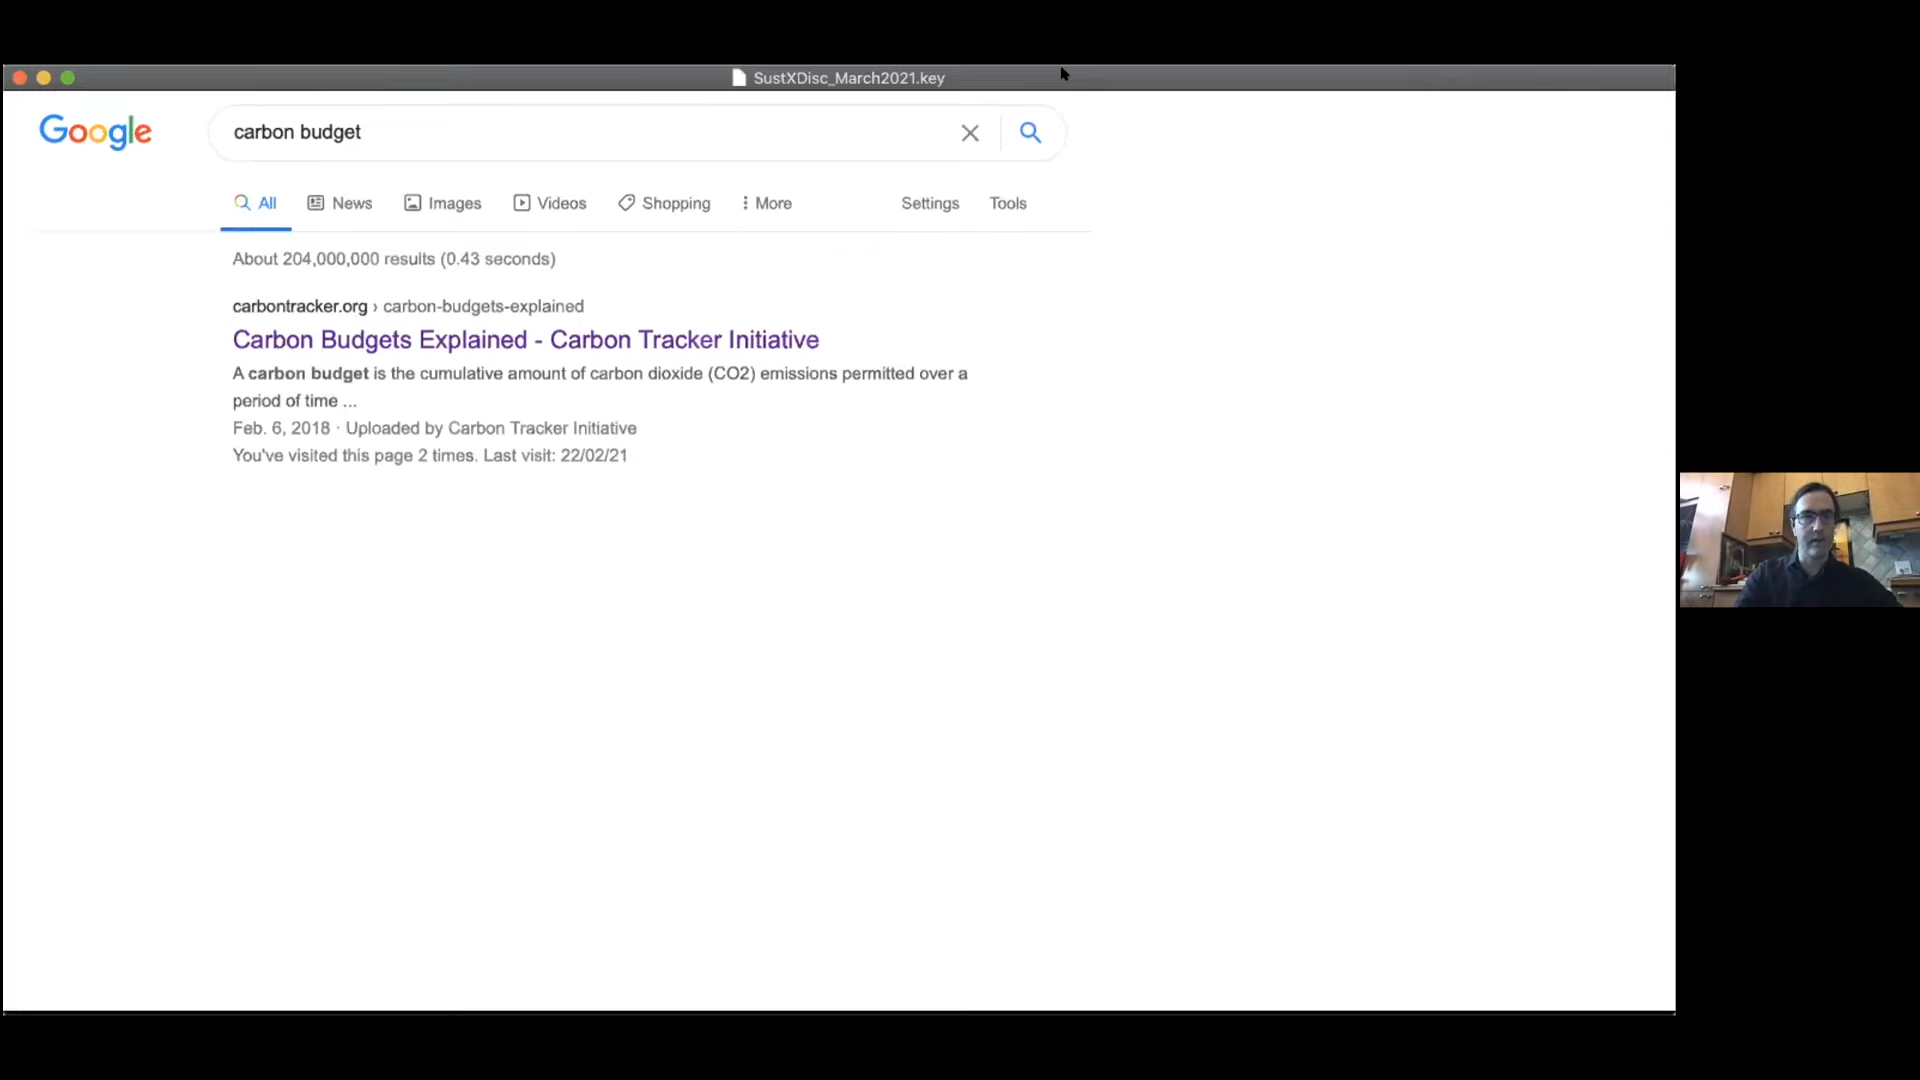 SustXDisc_March2021.key
Google
carbon budget
All News Images Videos Shopping More Settings Tools
About 204,000,000 results (0.43 seconds)
carbontracker.org › carbon-budgets-explained
Carbon Budgets Explained - Carbon Tracker Initiative
A carbon budget is the cumulative amount of carbon dioxide (CO2) emissions permitted over a
period of time ...
Feb. 6, 2018 · Uploaded by Carbon Tracker Initiative
You've visited this page 2 times. Last visit: 22/02/21